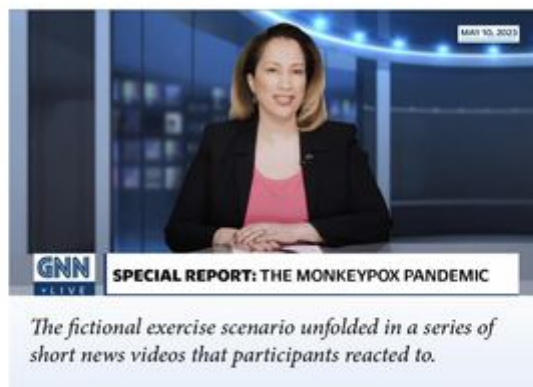 MAY 10, 2023
GNN
LIVE
SPECIAL REPORT: THE MONKEYPOX PANDEMIC
The fictional exercise scenario unfolded in a series of
short news videos that participants reacted to.